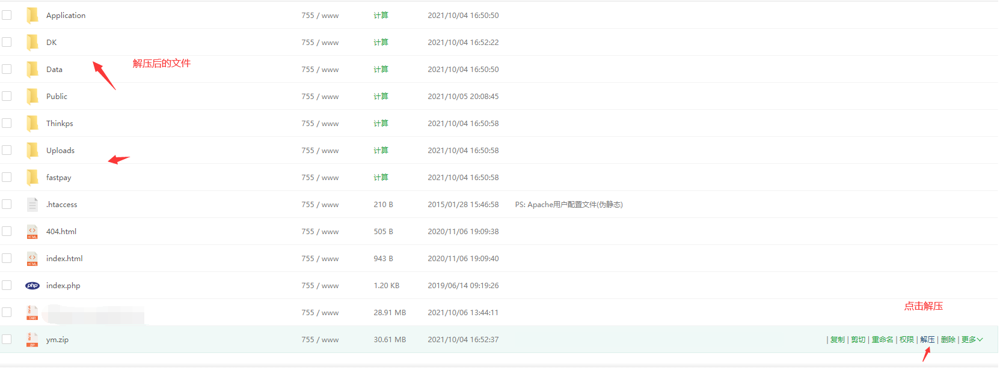 Application 755 / www 计算 2021/10/04 16:50:50
DK 755 / www 计算 2021/10/04 16:52:22
解压后的文件
Data 755 / www 计算 2021/10/04 16:50:50
Public 755 / www 计算 2021/10/05 20:08:45
Thinkps 755 / www 计算 2021/10/04 16:50:58
Uploads 755 / www 计算 2021/10/04 16:50:58
fastpay 755 / www 计算 2021/10/04 16:50:58
.htaccess 755 / www 210 B 2015/01/28 15:46:58 PS: Apache用户配置文件(伪静态)
404.html 755 / www 505 B 2020/11/06 19:09:38
index.html 755 / www 943 B 2020/11/06 19:09:40
php index.php 755 / www 1.20 KB 2019/06/14 09:19:26
点击解压
TAR 755 / www 28.91 MB 2021/10/06 13:44:11
ZIP ym.zip 755 / www 30.61 MB 2021/10/04 16:52:37 | 复制 | 剪切 | 重命名 | 权限 | 解压 | 删除 | 更多